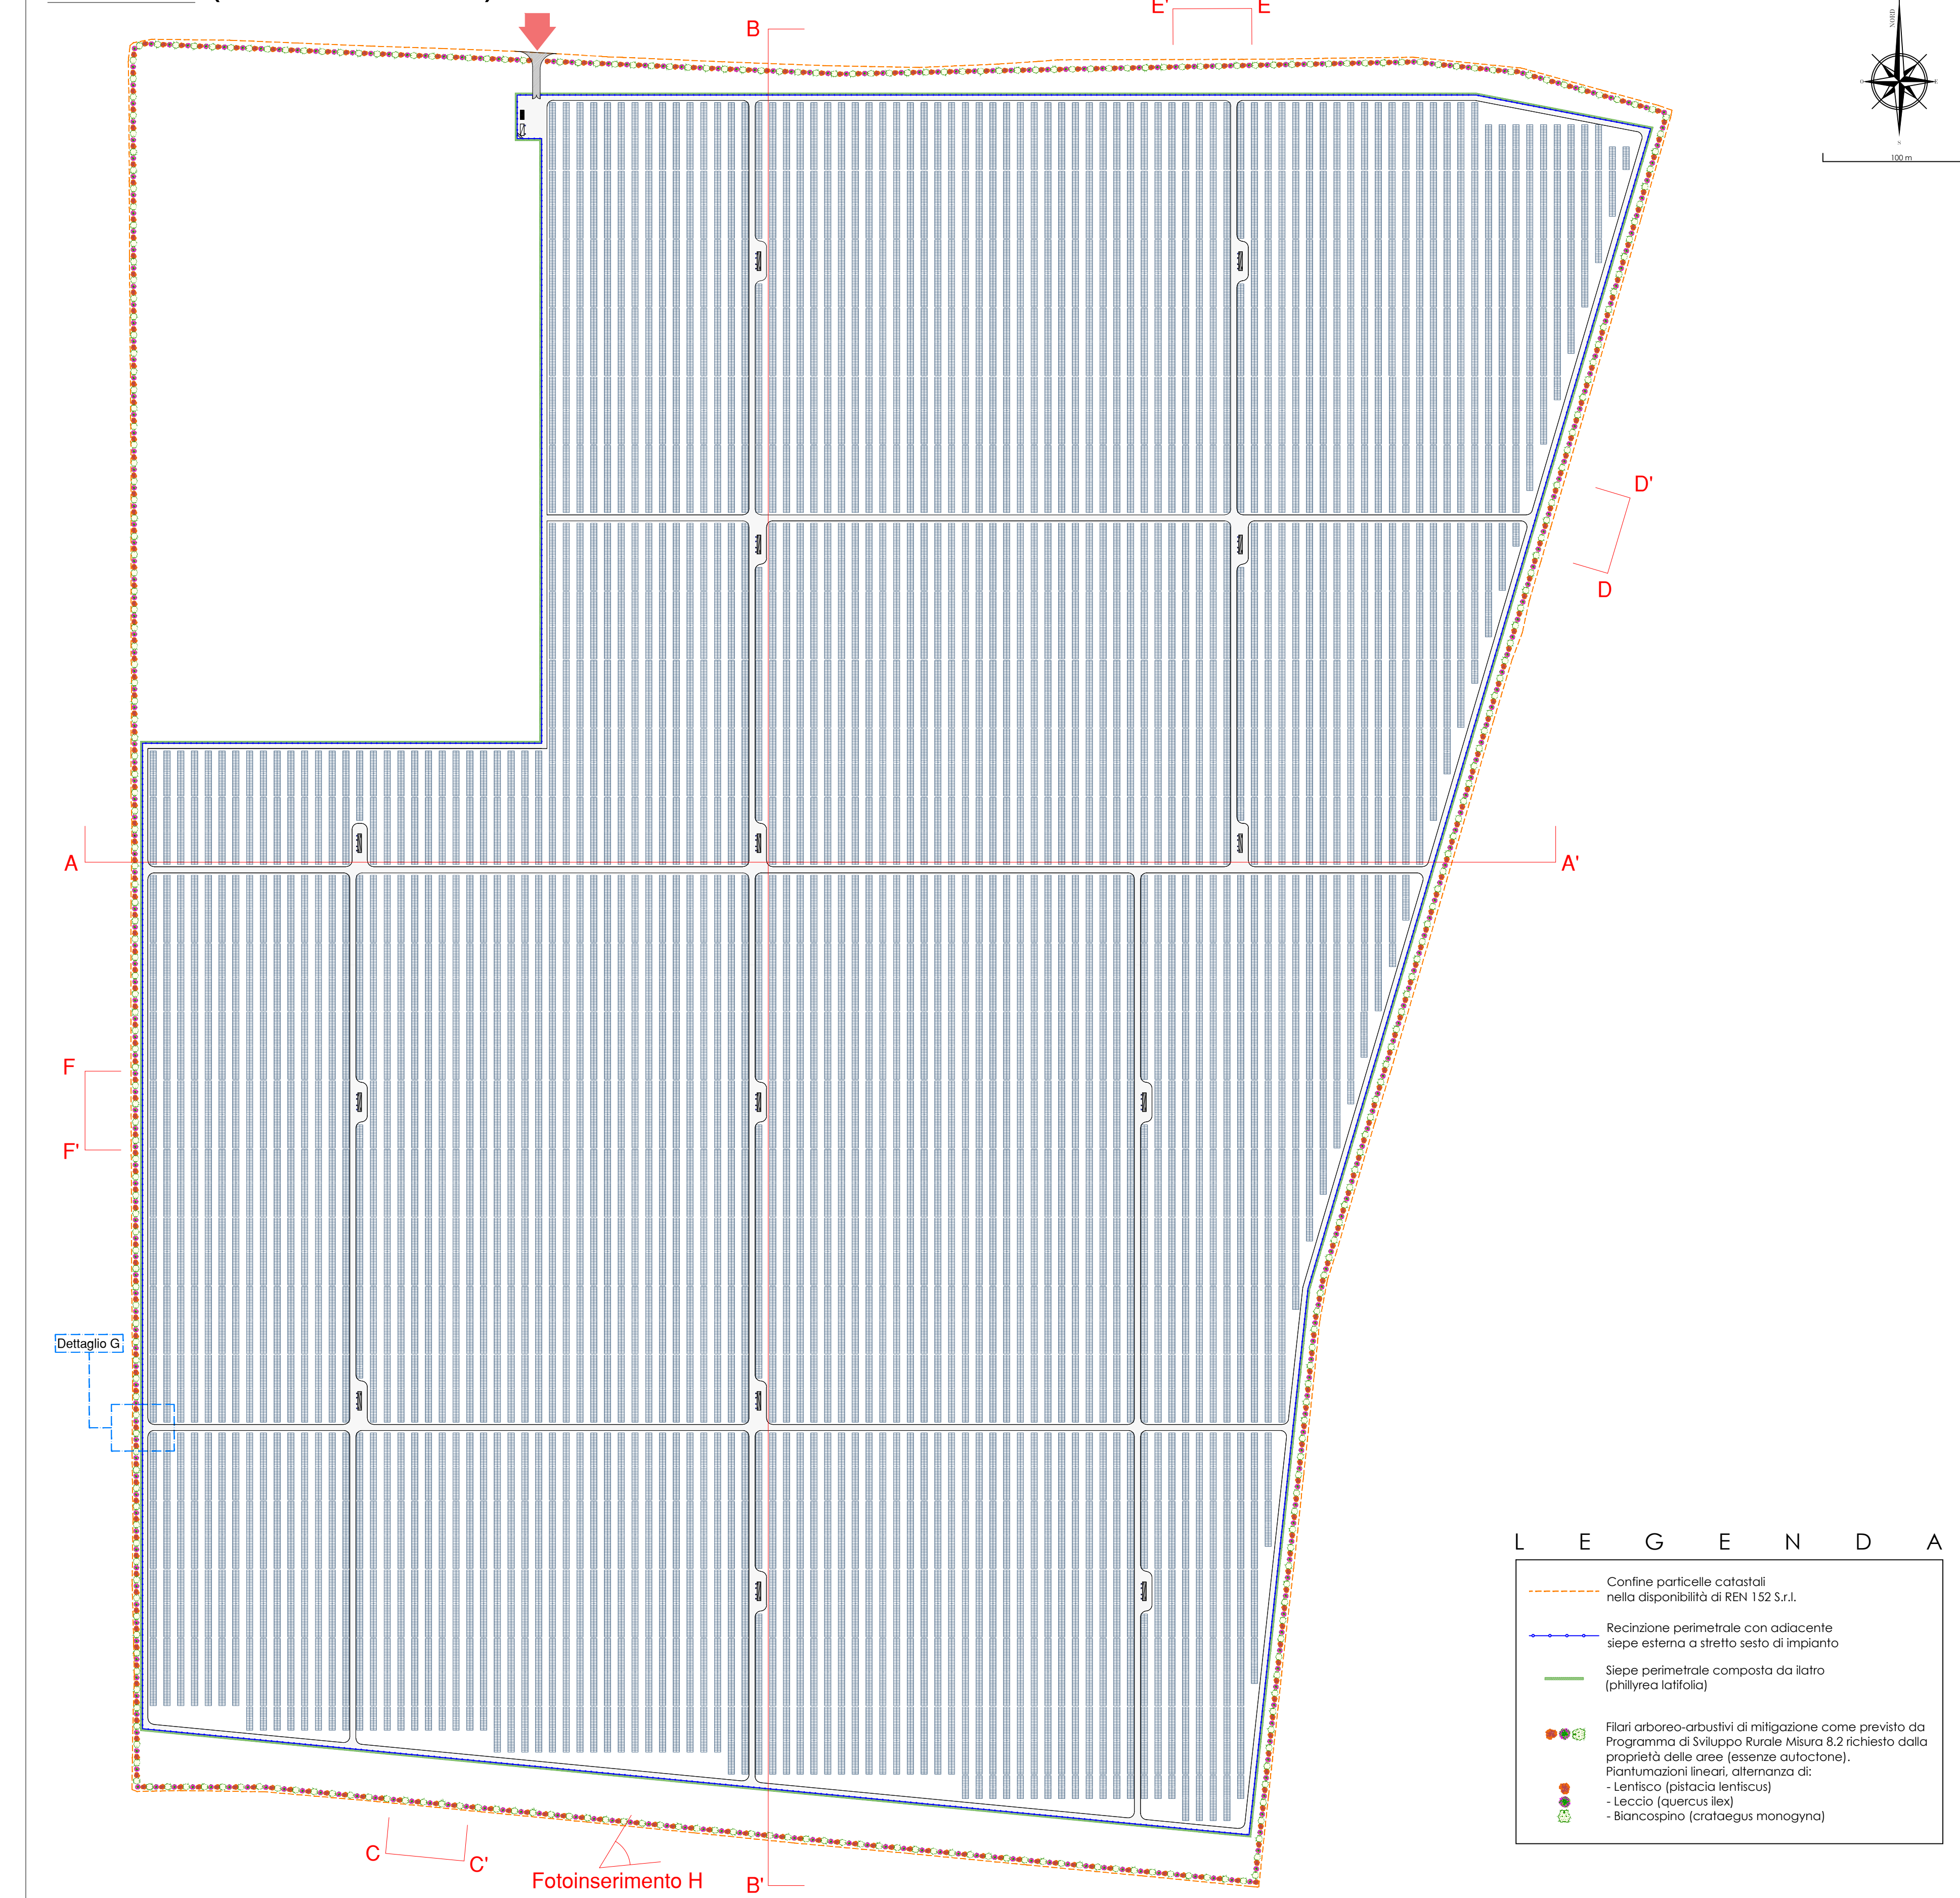 E' E
B
NORD
O E
S
100 m
D'
D
A A'
F
F'
Dettaglio G
L E G E N D A
Confine particelle catastali
nella disponibilità di REN 152 S.r.l.
Recinzione perimetrale con adiacente
siepe esterna a stretto sesto di impianto
Siepe perimetrale composta da ilatro
(phillyrea latifolia)
Filari arboreo-arbustivi di mitigazione come previsto da
Programma di Sviluppo Rurale Misura 8.2 richiesto dalla
proprietà delle aree (essenze autoctone).
Piantumazioni lineari, alternanza di:
- Lentisco (pistacia lentiscus)
- Leccio (quercus ilex)
- Biancospino (crataegus monogyna)
C
C'
Fotoinserimento H
B'